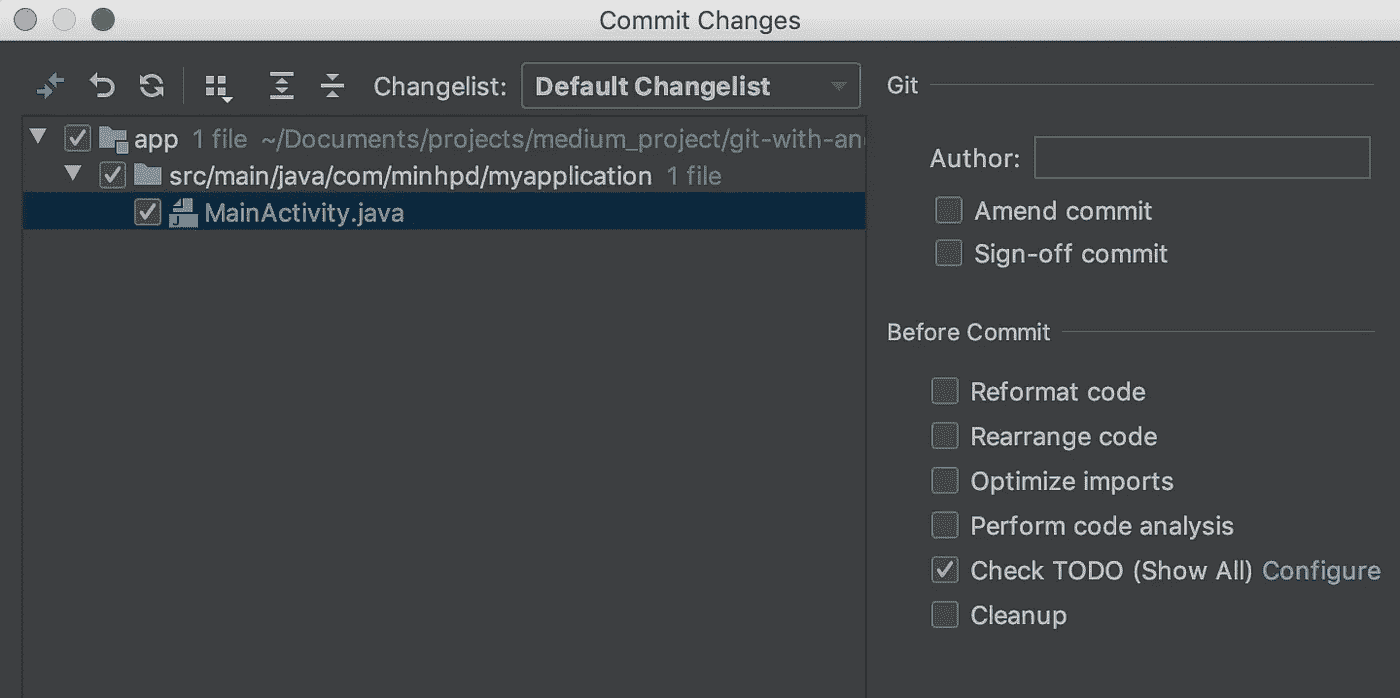 Commit Changes
Changelist: Default Changelist
app 1 file ~/Documents/projects/medium_project/git-with-an
src/main/java/com/minhpd/myapplication 1 file
MainActivity.java
Git
Author:
Amend commit
Sign-off commit
Before Commit
Reformat code
Rearrange code
Optimize imports
Perform code analysis
Check TODO (Show All) Configure
Cleanup